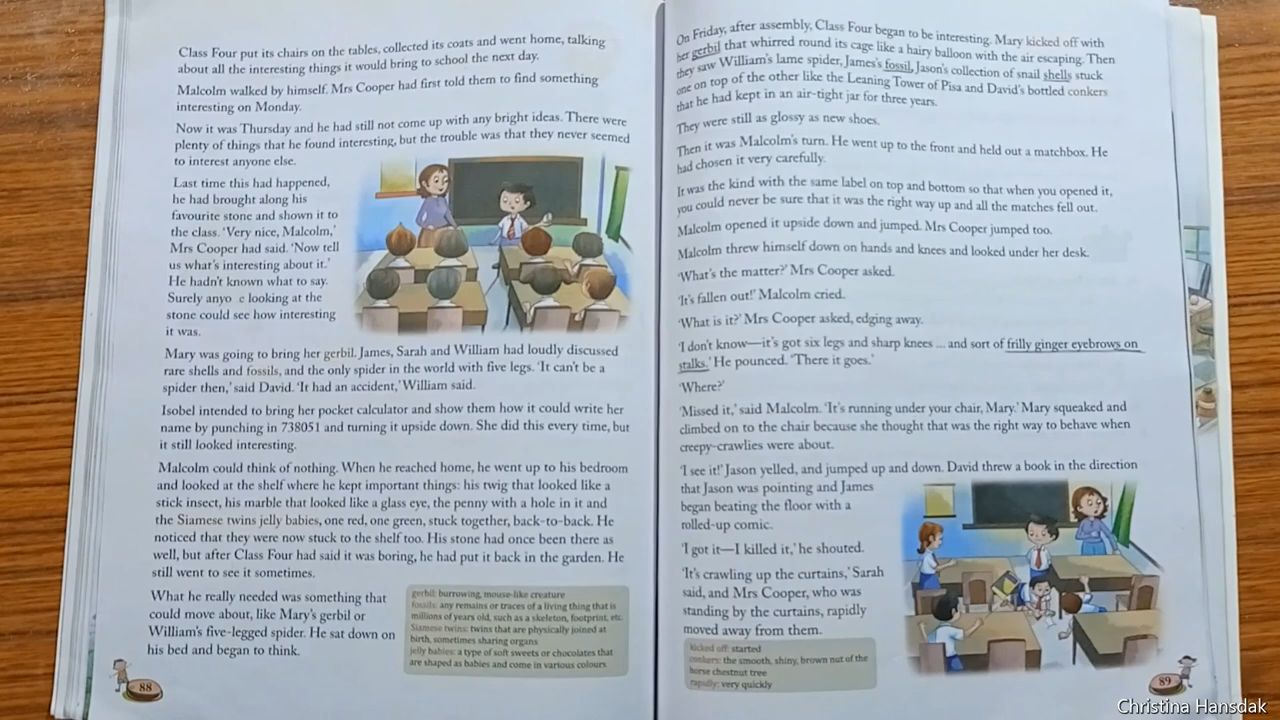 Class Four put its chairs on the tables, collected its coats and went home, talking
about all the interesting things it would bring to school the next day.
Malcolm walked by himself. Mrs Cooper had first told them to find something
interesting on Monday.
Now it was Thursday and he had still not come up with any bright ideas. There were
plenty of things that he found interesting, but the trouble was that they never seemed
to interest anyone else.
Last time this had happened,
he had brought along his
favourite stone and shown it to
the class. 'Very nice, Malcolm,'
Mrs Cooper had said. 'Now tell
us what's interesting about it.'
He hadn't known what to say.
Surely anyo e looking at the
stone could see how interesting
it was.
Mary was going to bring her gerbil. James, Sarah and William had loudly discussed
rare shells and fossils, and the only spider in the world with five legs. 'It can't be a
spider then,' said David. 'It had an accident,' William said.
Isobel intended to bring her pocket calculator and show them how it could write her
name by punching in 738051 and turning it upside down. She did this every time, but
it still looked interesting.
Malcolm could think of nothing. When he reached home, he went up to his bedroom
and looked at the shelf where he kept important things: his twig that looked like a
stick insect, his marble that looked like a glass eye, the penny with a hole in it and
the Siamese twins jelly babies, one red, one green, stuck together, back-to-back. He
noticed that they were now stuck to the shelf too. His stone had once been there as
well, but after Class Four had said it was boring, he had put it back in the garden. He
still went to see it sometimes.
What he really needed was something that
could move about, like Mary's gerbil or
William's five-legged spider. He sat down on
his bed and began to think.
gerbil: burrowing, mouse-like creature
fossils: any remains or traces of a living thing that is
millions of years old, such as a skeleton, footprint, etc.
Siamese twins: twins that are physically joined at
birth, sometimes sharing organs
jelly babies: a type of soft sweets or chocolates that
are shaped as babies and come in various colours
88
On Friday, after assembly, Class Four began to be interesting. Mary kicked off with
her gerbil that whirred round its cage like a hairy balloon with the air escaping. Then
they saw William's lame spider, James's fossil, Jason's collection of snail shells stuck
one on top of the other like the Leaning Tower of Pisa and David's bottled conkers
that he had kept in an air-tight jar for three years.
They were still as glossy as new shoes.
Then it was Malcolm's turn. He went up to the front and held out a matchbox. He
had chosen it very carefully.
It was the kind with the same label on top and bottom so that when you opened it,
you could never be sure that it was the right way up and all the matches fell out.
Malcolm opened it upside down and jumped. Mrs Cooper jumped too.
Malcolm threw himself down on hands and knees and looked under her desk.
'What's the matter?' Mrs Cooper asked.
'It's fallen out!' Malcolm cried.
'What is it?' Mrs Cooper asked, edging away.
'I don't know—it's got six legs and sharp knees ... and sort of frilly ginger eyebrows on
stalks.' He pounced. 'There it goes.'
'Where?'
'Missed it,' said Malcolm. 'It's running under your chair, Mary.' Mary squeaked and
climbed on to the chair because she thought that was the right way to behave when
creepy-crawlies were about.
'I see it!' Jason yelled, and jumped up and down. David threw a book in the direction
that Jason was pointing and James
began beating the floor with a
rolled-up comic.
'I got it—I killed it,' he shouted.
'It's crawling up the curtains,' Sarah
said, and Mrs Cooper, who was
standing by the curtains, rapidly
moved away from them.
kicked off: started
conkers: the smooth, shiny, brown nut of the
horse chestnut tree
rapidly: very quickly
89
Christina Hansdak